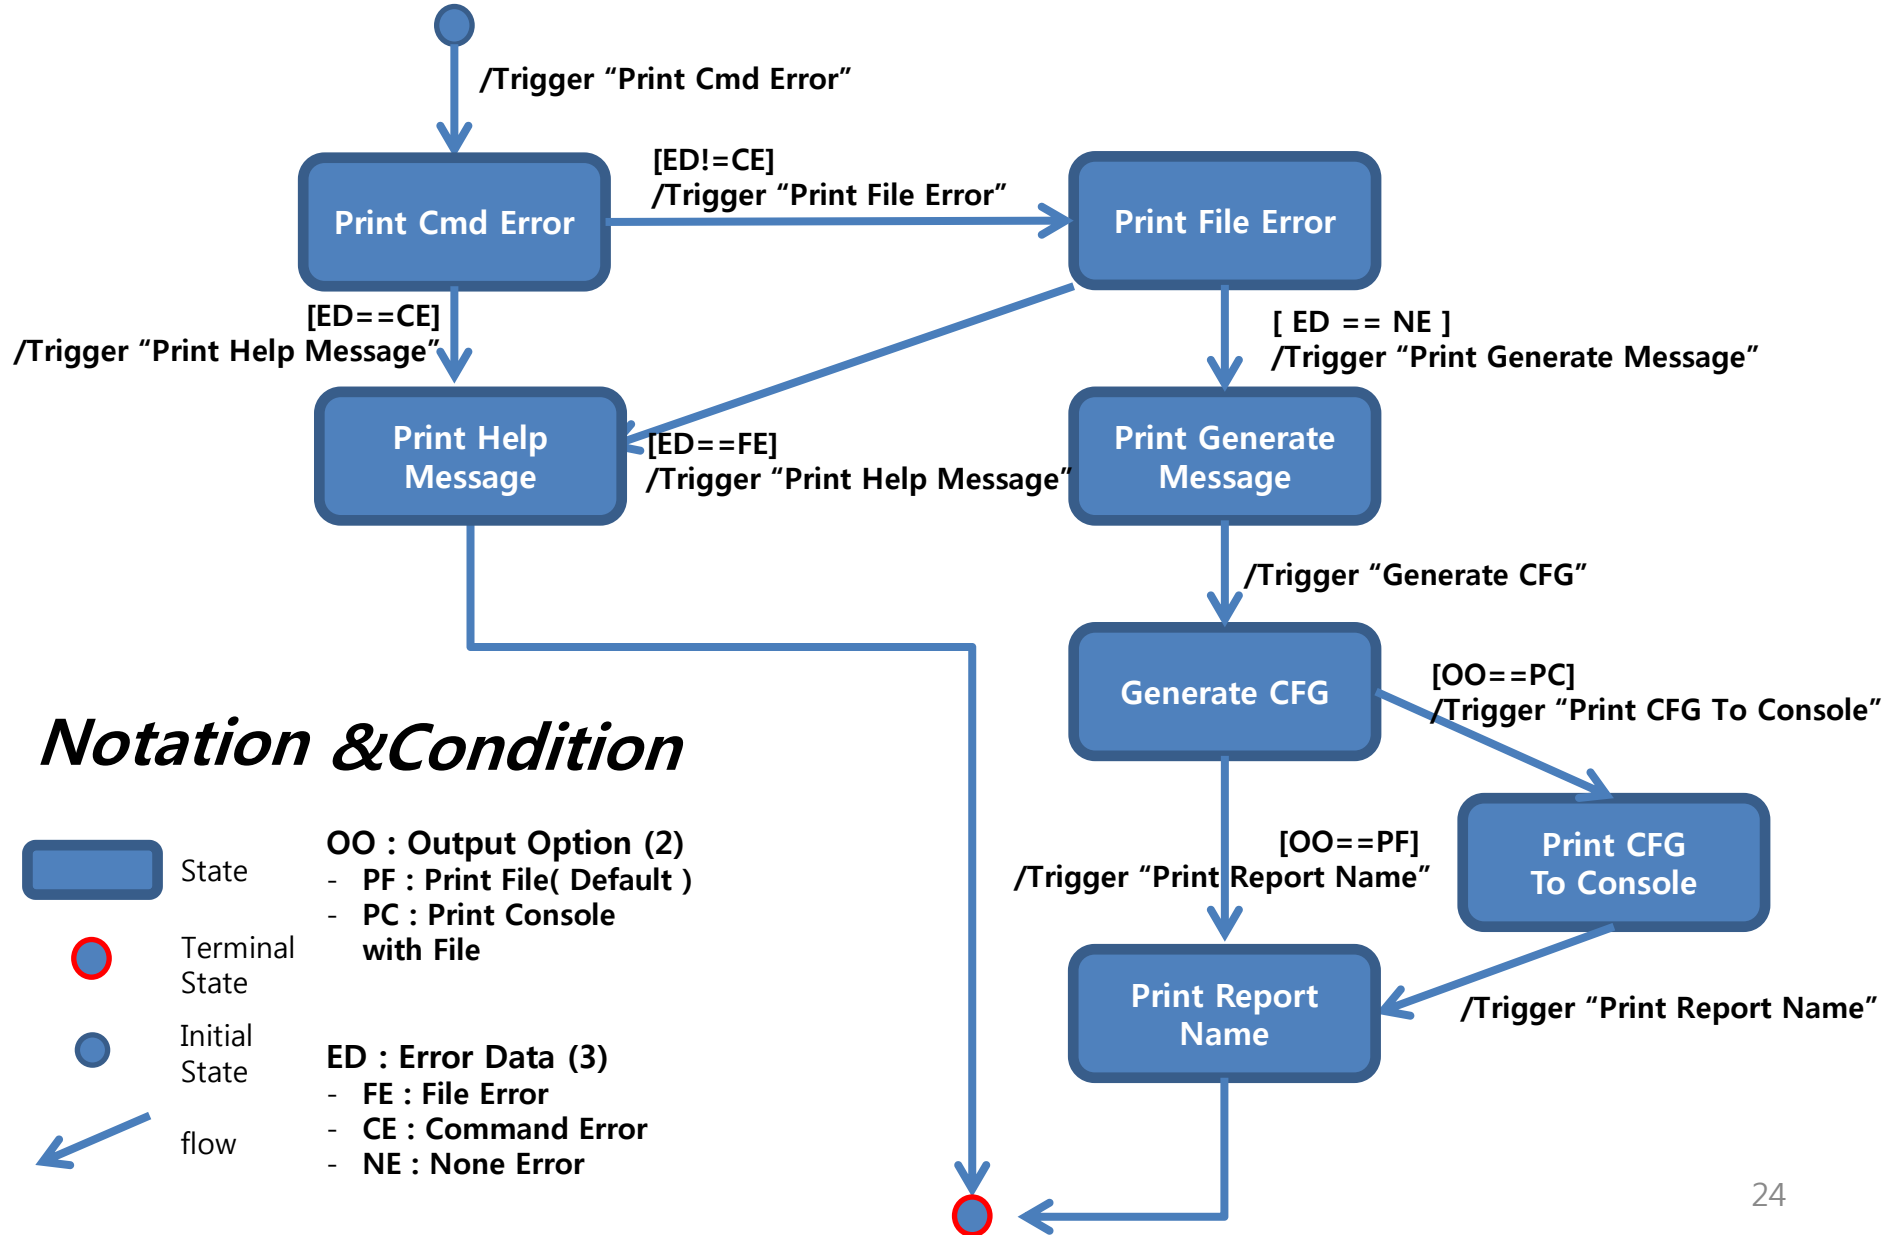 /Trigger “Print Cmd Error”
[ED!=CE]
/Trigger “Print File Error”
Print Cmd Error
Print File Error
[ED==CE]
/Trigger “Print Help Message”
[ ED == NE ]
/Trigger “Print Generate Message”
Print Help
Message
[ED==FE]
/Trigger “Print Help Message”
Print Generate
Message
/Trigger “Generate CFG”
Generate CFG
[OO==PC]
/Trigger “Print CFG To Console”
[OO==PF]
/Trigger “Print Report Name”
Print CFG
To Console
Print Report
Name
/Trigger “Print Report Name”
Notation &Condition
State
Terminal
State
Initial
State
flow
OO : Output Option (2)
- PF : Print File( Default )
- PC : Print Console
with File
ED : Error Data (3)
- FE : File Error
- CE : Command Error
- NE : None Error
24